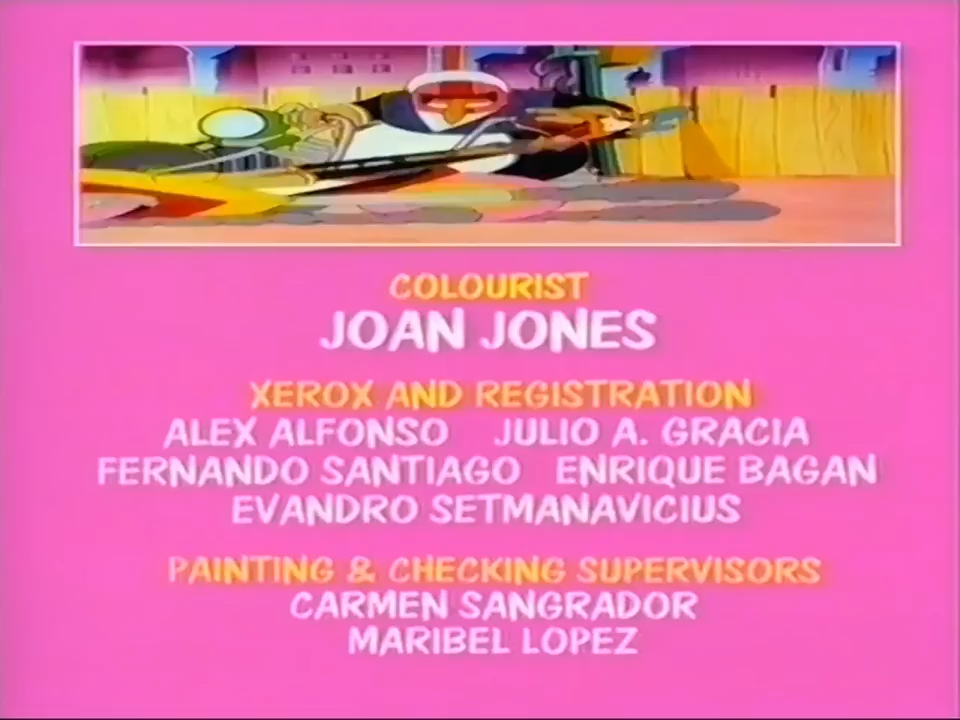 COLOURIST
JOAN JONES
XEROX AND REGISTRATION
ALEX ALFONSO JULIO A. GRACIA
FERNANDO SANTIAGO ENRIQUE BAGAN
EVANDRO SETMANAVICIUS
PAINTING & CHECKING SUPERVISORS
CARMEN SANGRADOR
MARIBEL LOPEZ